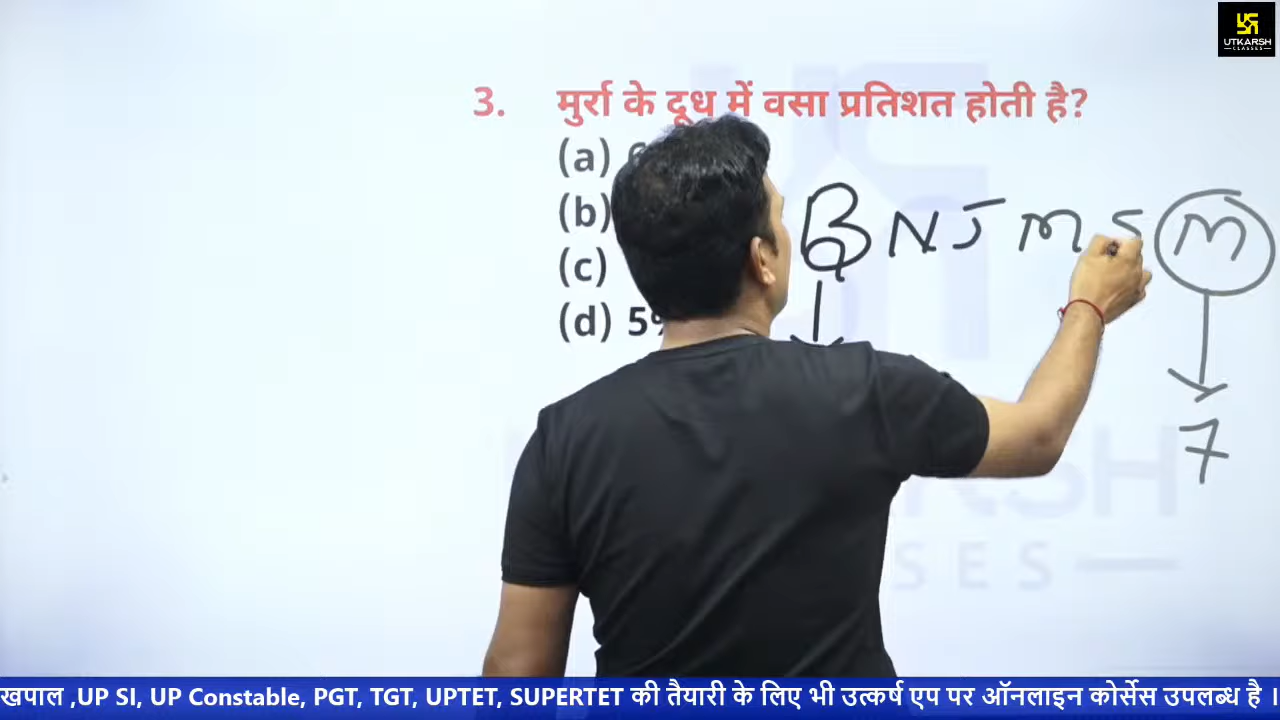 UTKARSH
CLASSES
3. मुर्रा के दूध में वसा प्रतिशत होती है?
(a)
(b)
(c)
(d) 5%
B N J M S M
7
खपाल ,UP SI, UP Constable, PGT, TGT, UPTET, SUPERTET की तैयारी के लिए भी उत्कर्ष एप पर ऑनलाइन कोर्सेस उपलब्ध है ।